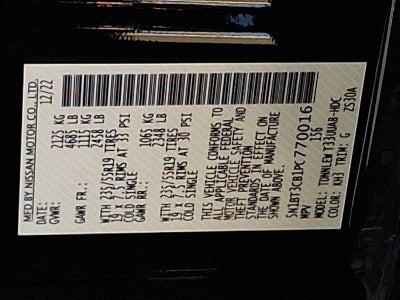 MFD BY NISSAN MOTOR CO., LTD.
DATE: 12/22
GVWR: 2125 KG
4685 LB
GAWR FR.: 1115 KG
2458 LB
WITH 235/55R19 TIRES
19 x 7.5 RIMS AT 33 PSI
COLD SINGLE
GAWR RR.: 1065 KG
2348 LB
WITH 235/55R19 TIRES
19 x 7.5 RIMS AT 30 PSI
COLD SINGLE
THIS VEHICLE CONFORMS TO
ALL APPLICABLE FEDERAL
MOTOR VEHICLE SAFETY AND
THEFT PREVENTION
STANDARDS IN EFFECT ON
THE DATE OF MANUFACTURE
SHOWN ABOVE.
5N1BT3CB1PC770016
MPV 136
MODEL: TDNNLEW T33UUAB-HDC
COLOR: KH3 TRIM: G 2530A